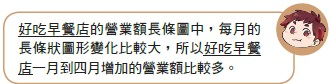 好吃早餐店的營業額長條圖中，每月的
長條狀圖形變化比較大，所以好吃早餐
店一月到四月增加的營業額比較多。